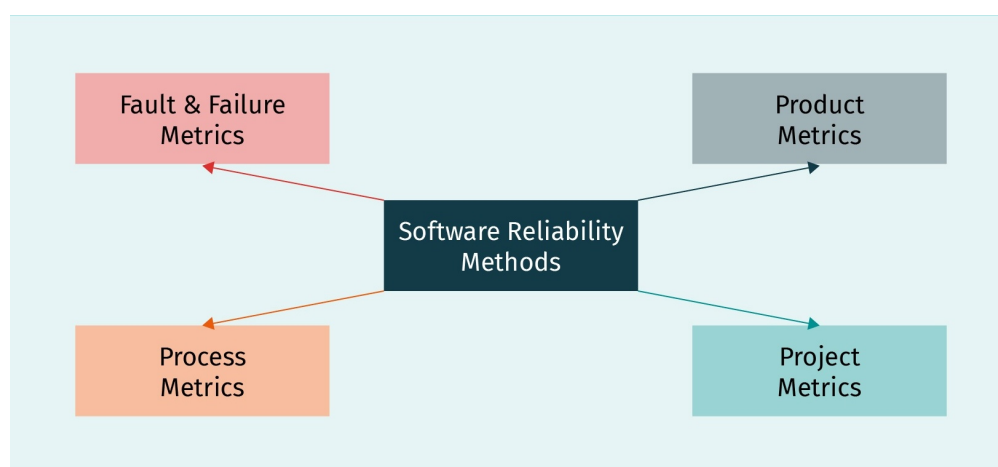 Fault & Failure
Metrics
Product
Metrics
Software Reliability
Methods
Process
Metrics
Project
Metrics